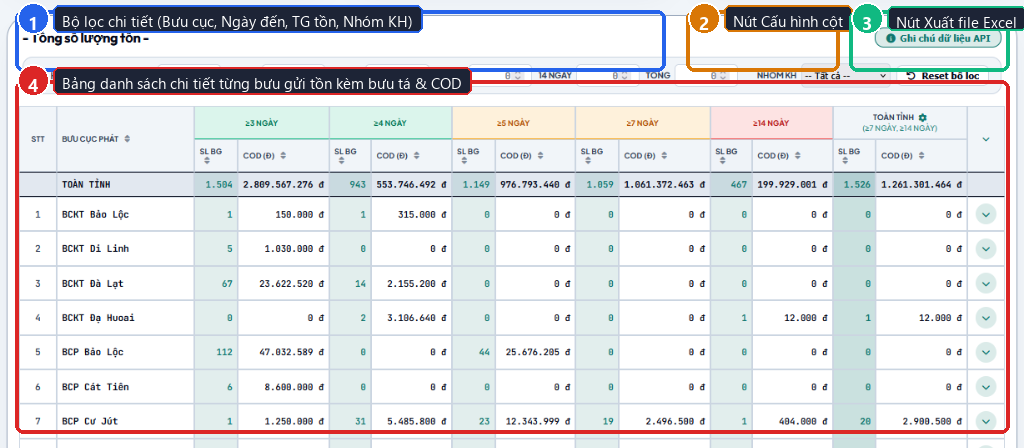 1 Bộ lọc chi tiết (Bưu cục, Ngày đến, TG tồn, Nhóm KH)
2 Nút Cấu hình cột
3 Nút Xuất file Excel
- Tổng số lượng tồn -
Ghi chú dữ liệu API
4 Bảng danh sách chi tiết từng bưu gửi tồn kèm bưu tá & COD
0 14 NGÀY 0 TỔNG 0 NHÓM KH -- Tất cả -- Reset bộ lọc
STT BƯU CỤC PHÁT ≥3 NGÀY ≥4 NGÀY ≥5 NGÀY ≥7 NGÀY ≥14 NGÀY TOÀN TỈNH
(≥7 NGÀY, ≥14 NGÀY)
SL BG COD (Đ) SL BG COD (Đ) SL BG COD (Đ) SL BG COD (Đ) SL BG COD (Đ) SL BG COD (Đ)
TOÀN TỈNH 1.504 2.809.567.276 đ 943 553.746.492 đ 1.149 976.793.440 đ 1.059 1.061.372.463 đ 467 199.929.001 đ 1.526 1.261.301.464 đ
1 BCKT Bảo Lộc 1 150.000 đ 1 315.000 đ 0 0 đ 0 0 đ 0 0 đ 0 0 đ
2 BCKT Di Linh 5 1.030.000 đ 0 0 đ 0 0 đ 0 0 đ 0 0 đ 0 0 đ
3 BCKT Đà Lạt 67 23.622.520 đ 14 2.155.200 đ 0 0 đ 0 0 đ 0 0 đ 0 0 đ
4 BCKT Đạ Huoai 0 0 đ 2 3.106.640 đ 0 0 đ 0 0 đ 1 12.000 đ 1 12.000 đ
5 BCP Bảo Lộc 112 47.032.589 đ 0 0 đ 44 25.676.205 đ 0 0 đ 0 0 đ 0 0 đ
6 BCP Cát Tiên 6 8.600.000 đ 0 0 đ 0 0 đ 0 0 đ 0 0 đ 0 0 đ
7 BCP Cư Jút 1 1.250.000 đ 31 5.485.800 đ 23 12.343.999 đ 19 2.496.500 đ 1 404.000 đ 20 2.900.500 đ